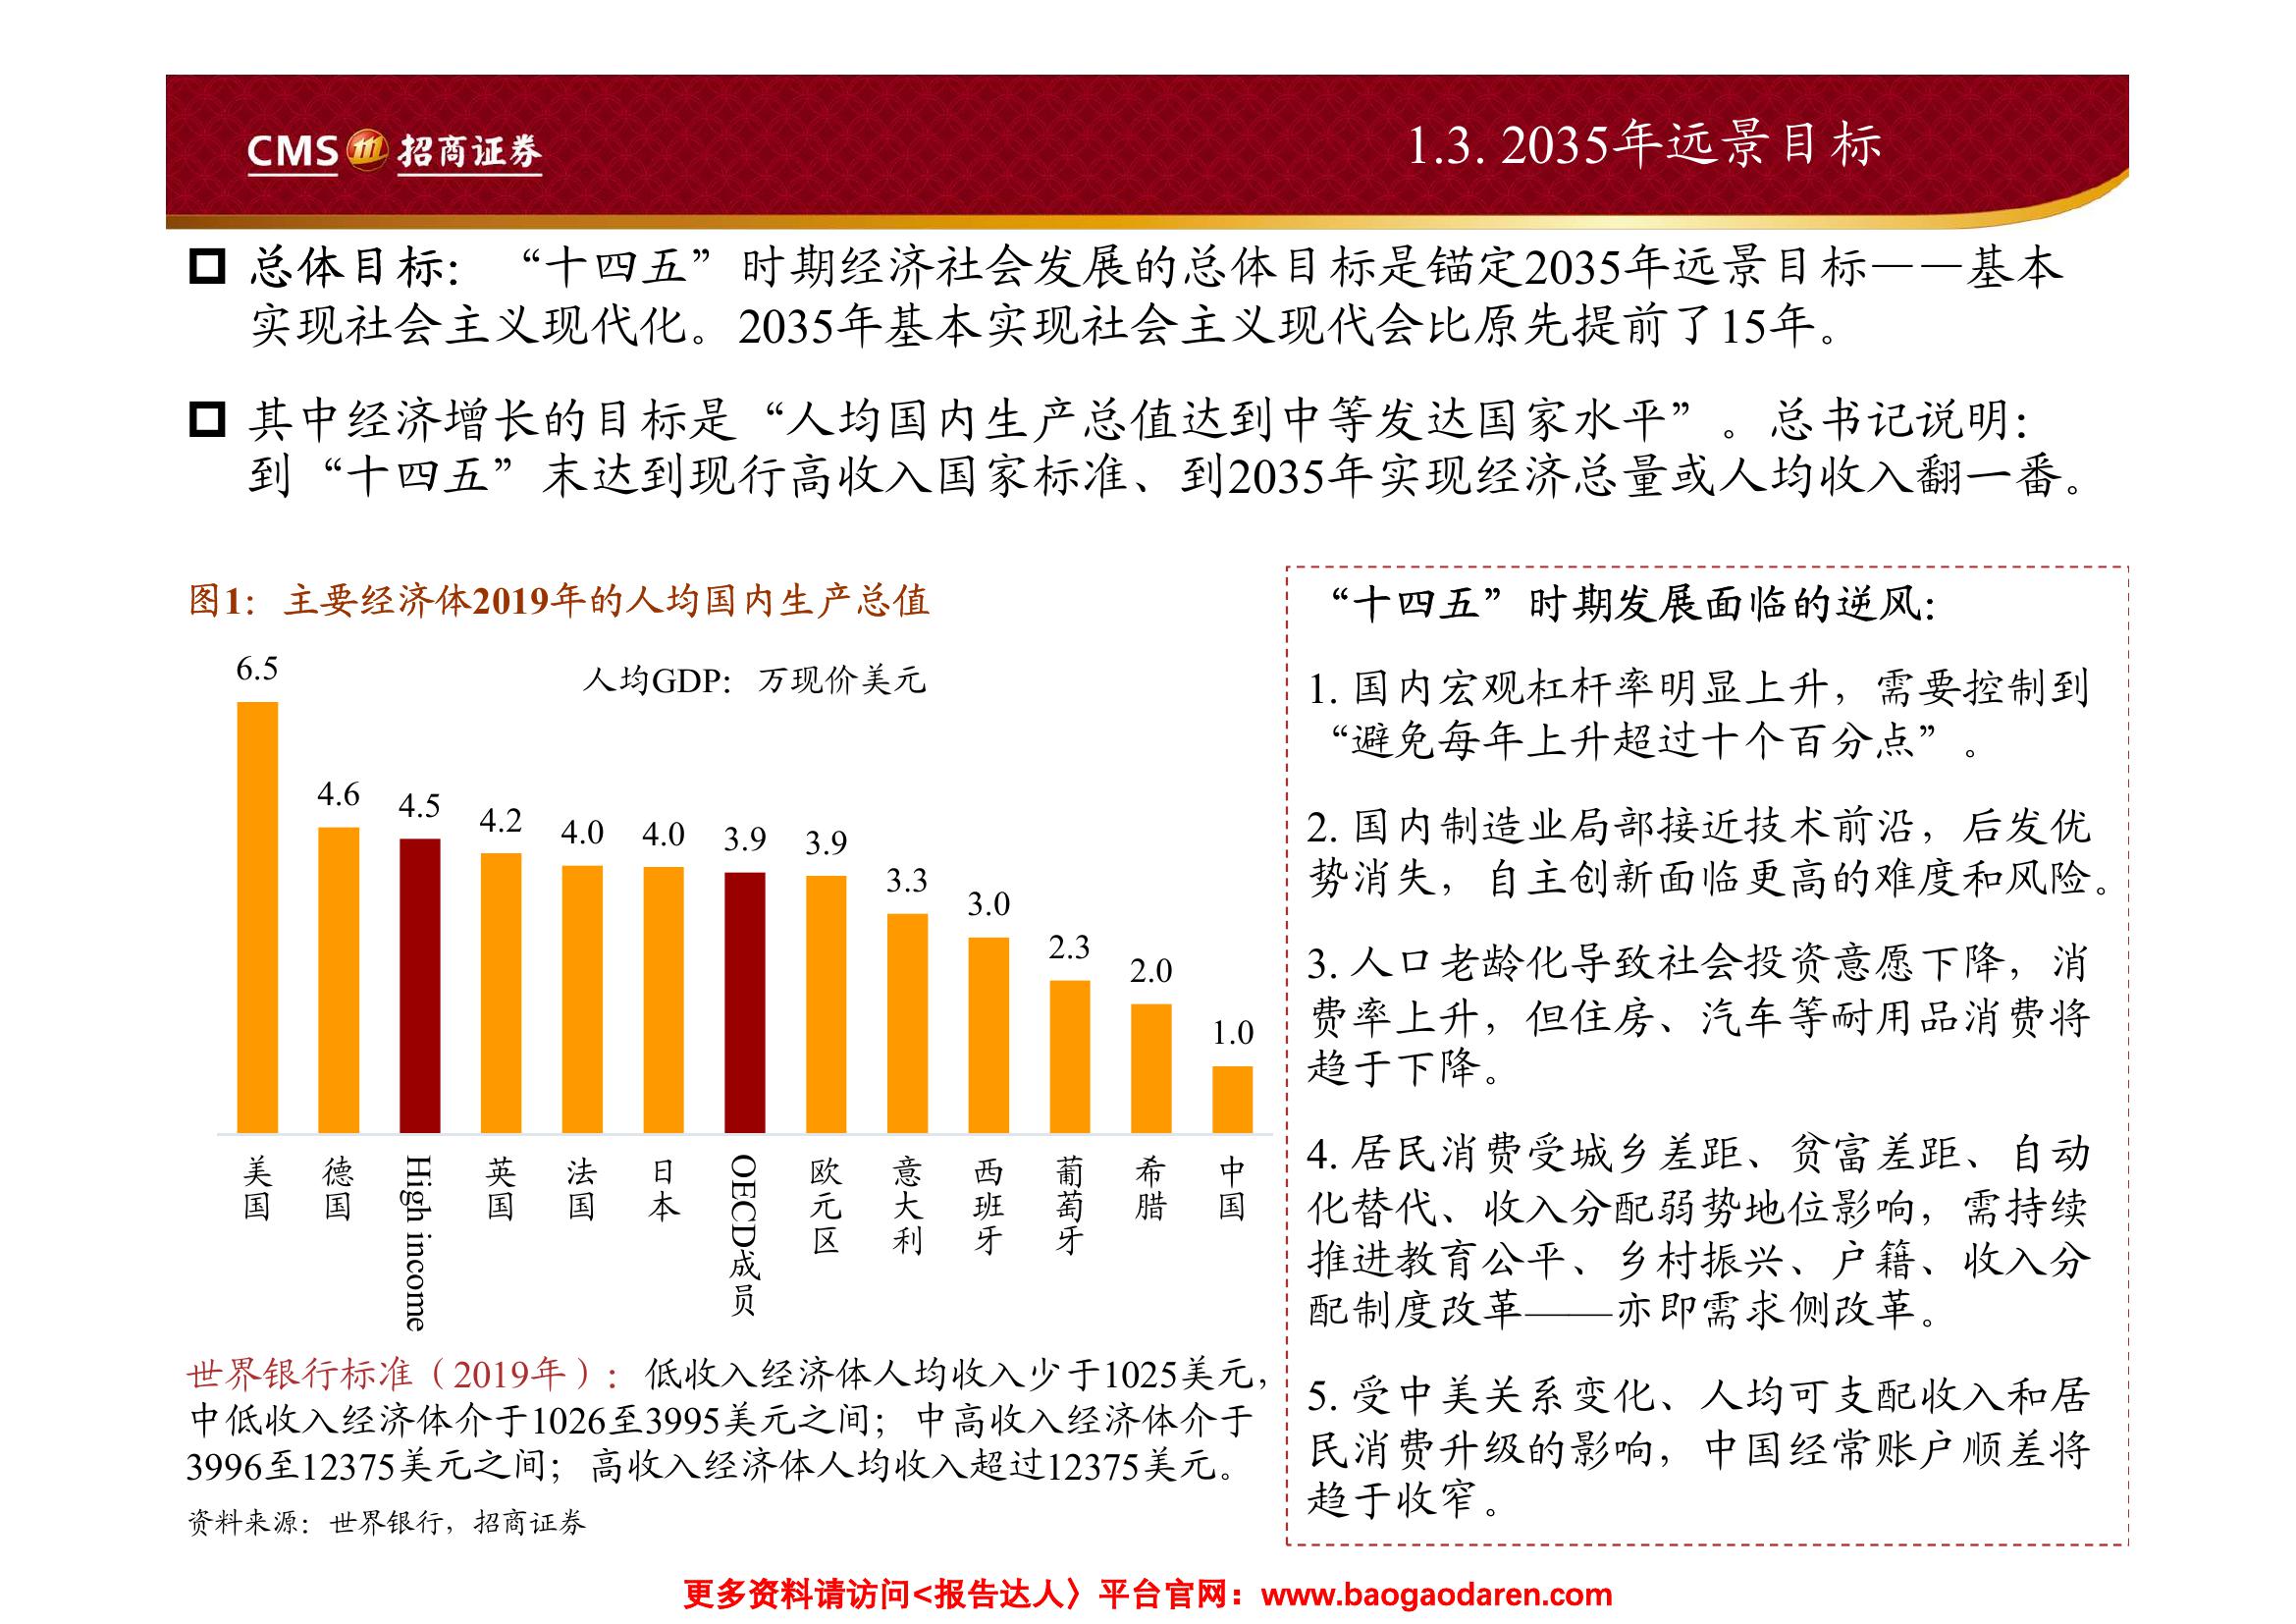 CMS 招商证券
1.3. 2035年远景目标
总体目标：“十四五”时期经济社会发展的总体目标是锚定2035年远景目标——基本
实现社会主义现代化。2035年基本实现社会主义现代会比原先提前了15年。
其中经济增长的目标是“人均国内生产总值达到中等发达国家水平”。总书记说明：
到“十四五”末达到现行高收入国家标准、到2035年实现经济总量或人均收入翻一番。
图1：主要经济体2019年的人均国内生产总值
人均GDP：万现价美元
6.5
4.6
4.5
4.2
4.0
4.0
3.9
3.9
3.3
3.0
2.3
2.0
1.0
美国
德国
High income
英国
法国
日本
OECD成员
欧元区
意大利
西班牙
葡萄牙
希腊
中国
世界银行标准（2019年）：低收入经济体人均收入少于1025美元，
中低收入经济体介于1026至3995美元之间；中高收入经济体介于
3996至12375美元之间；高收入经济体人均收入超过12375美元。
资料来源：世界银行，招商证券
“十四五”时期发展面临的逆风：
1. 国内宏观杠杆率明显上升，需要控制到
“避免每年上升超过十个百分点”。
2. 国内制造业局部接近技术前沿，后发优
势消失，自主创新面临更高的难度和风险。
3. 人口老龄化导致社会投资意愿下降，消
费率上升，但住房、汽车等耐用品消费将
趋于下降。
4. 居民消费受城乡差距、贫富差距、自动
化替代、收入分配弱势地位影响，需持续
推进教育公平、乡村振兴、户籍、收入分
配制度改革——亦即需求侧改革。
5. 受中美关系变化、人均可支配收入和居
民消费升级的影响，中国经常账户顺差将
趋于收窄。
更多资料请访问<报告达人〉平台官网：www.baogaodaren.com